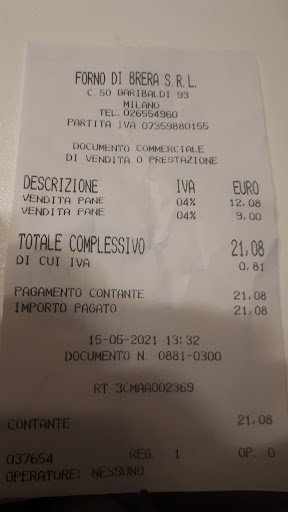 FORNO DI BRERA S.R.L.
C.SO GARIBALDI 93
MILANO
TEL. 026554960
PARTITA IVA 07359880155
DOCUMENTO COMMERCIALE
DI VENDITA O PRESTAZIONE
DESCRIZIONE IVA EURO
VENDITA PANE 04% 12,08
VENDITA PANE 04% 9,00
TOTALE COMPLESSIVO 21,08
DI CUI IVA 0,81
PAGAMENTO CONTANTE 21,08
IMPORTO PAGATO 21,08
15-05-2021 13:32
DOCUMENTO N. 0881-0300
RT 3CMAA002369
CONTANTE 21,08
037654 REG 1 OP. 0
OPERATORE: NESSUNO